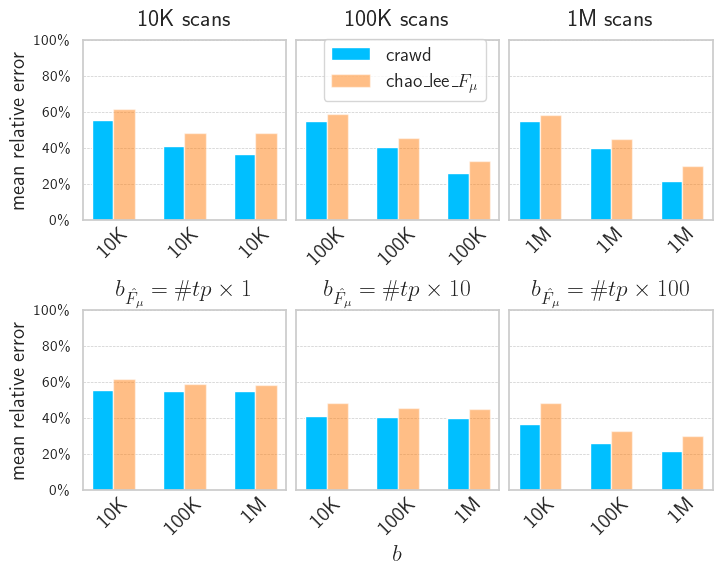 10K scans 100K scans 1M scans
100%
80%
60%
40%
20%
0%
mean relative error
crawd
chao_lee_$F_\mu$
10K 10K 10K 100K 100K 100K 1M 1M 1M
$b_{\hat{F}_\mu} = \#tp \times 1$ $b_{\hat{F}_\mu} = \#tp \times 10$ $b_{\hat{F}_\mu} = \#tp \times 100$
100%
80%
60%
40%
20%
0%
mean relative error
10K 100K 1M 10K 100K 1M 10K 100K 1M
$b$